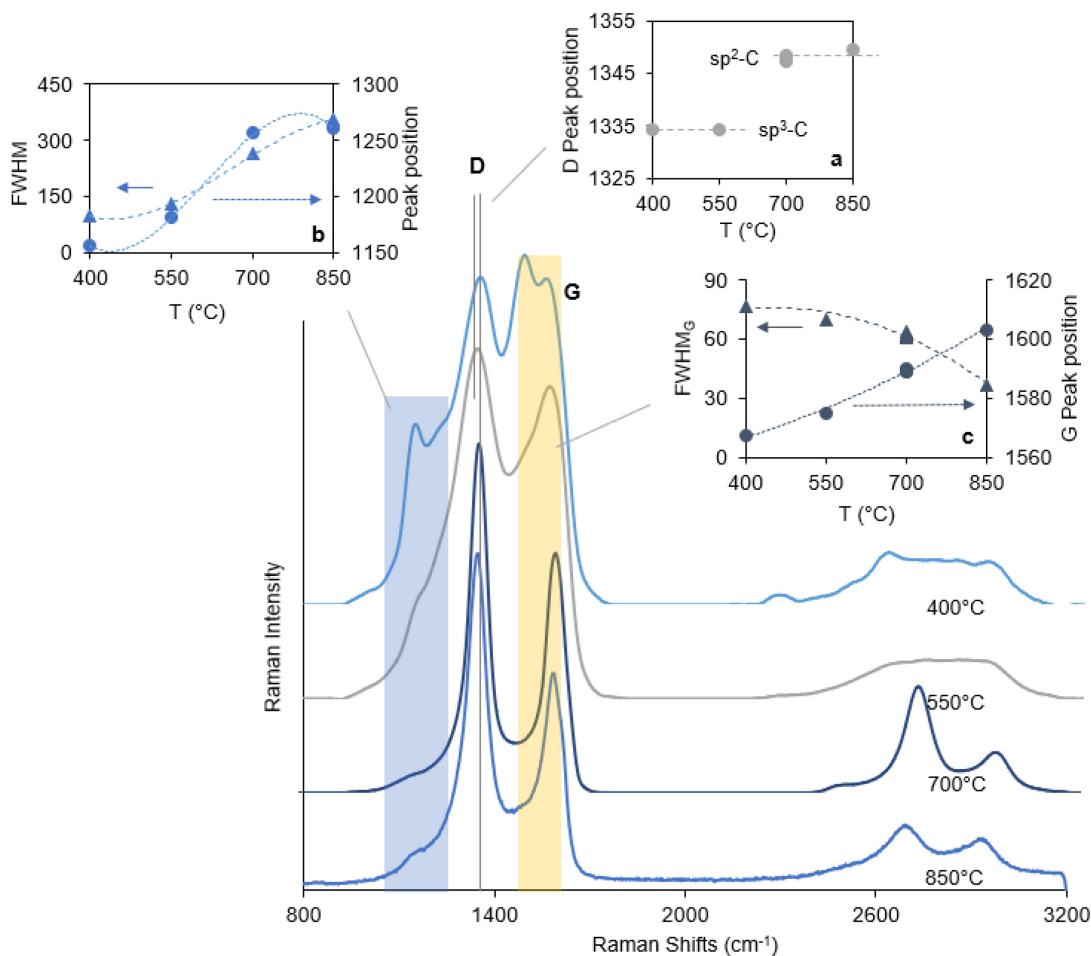 1355
1345
1335
1325
D Peak position
sp²-C
sp³-C
a
400 550 700 850
T (°C)
450
300
150
0
FWHM
1300
1250
1200
1150
Peak position
b
400 550 700 850
T (°C)
D
G
90
60
30
0
FWHM_G
1620
1600
1580
1560
G Peak position
c
400 550 700 850
T (°C)
Raman Intensity
400°C
550°C
700°C
850°C
800 1400 2000 2600 3200
Raman Shifts (cm⁻¹)